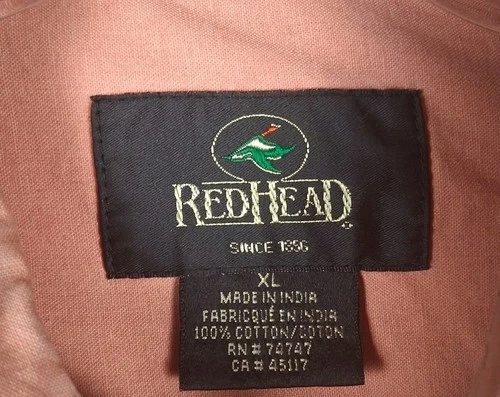 REDHEAD
SINCE 1856
XL
MADE IN INDIA
FABRICQUÉ EN INDIA
100% COTTON/COTON
RN # 74747
CA # 45117